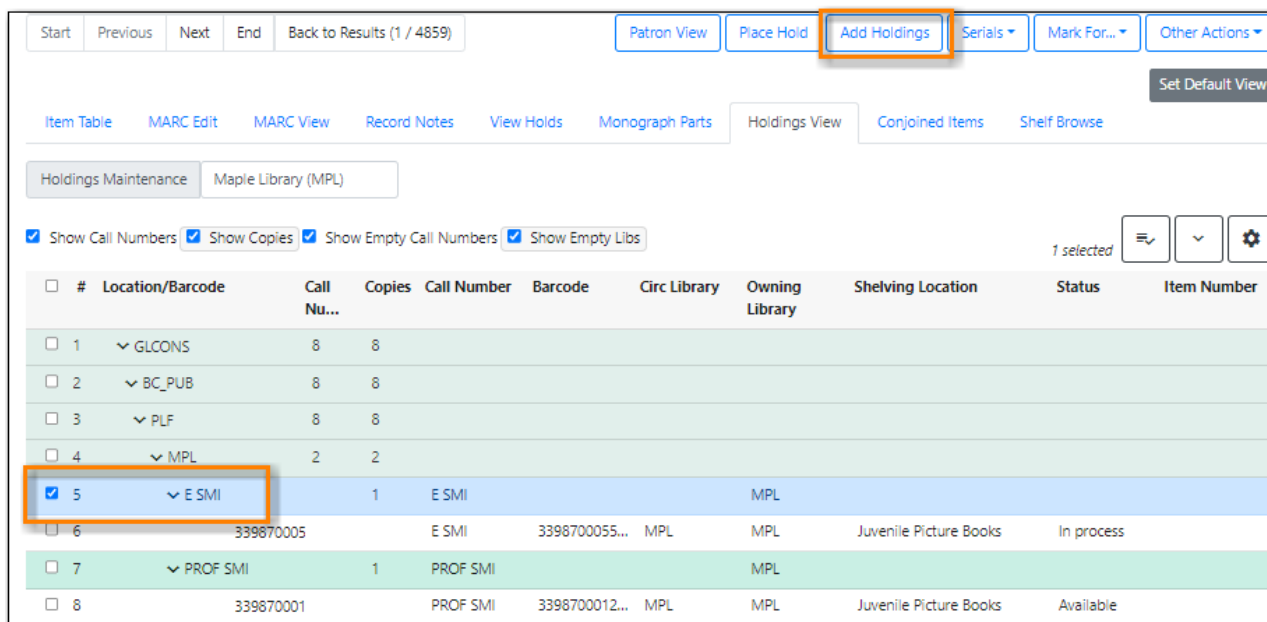 Start Previous Next End Back to Results (1 / 4859) Patron View Place Hold Add Holdings Serials Mark For... Other Actions
Set Default View
Item Table MARC Edit MARC View Record Notes View Holds Monograph Parts Holdings View Conjoined Items Shelf Browse
Holdings Maintenance Maple Library (MPL)
Show Call Numbers Show Copies Show Empty Call Numbers Show Empty Libs 1 selected
# Location/Barcode Call Copies Call Number Barcode Circ Library Owning Shelving Location Status Item Number
Nu... Library
1 GLCONS 8 8
2 BC_PUB 8 8
3 PLF 8 8
4 MPL 2 2
5 E SMI 1 E SMI MPL
6 339870005 E SMI 3398700055... MPL MPL Juvenile Picture Books In process
7 PROF SMI 1 PROF SMI MPL
8 339870001 PROF SMI 3398700012... MPL MPL Juvenile Picture Books Available